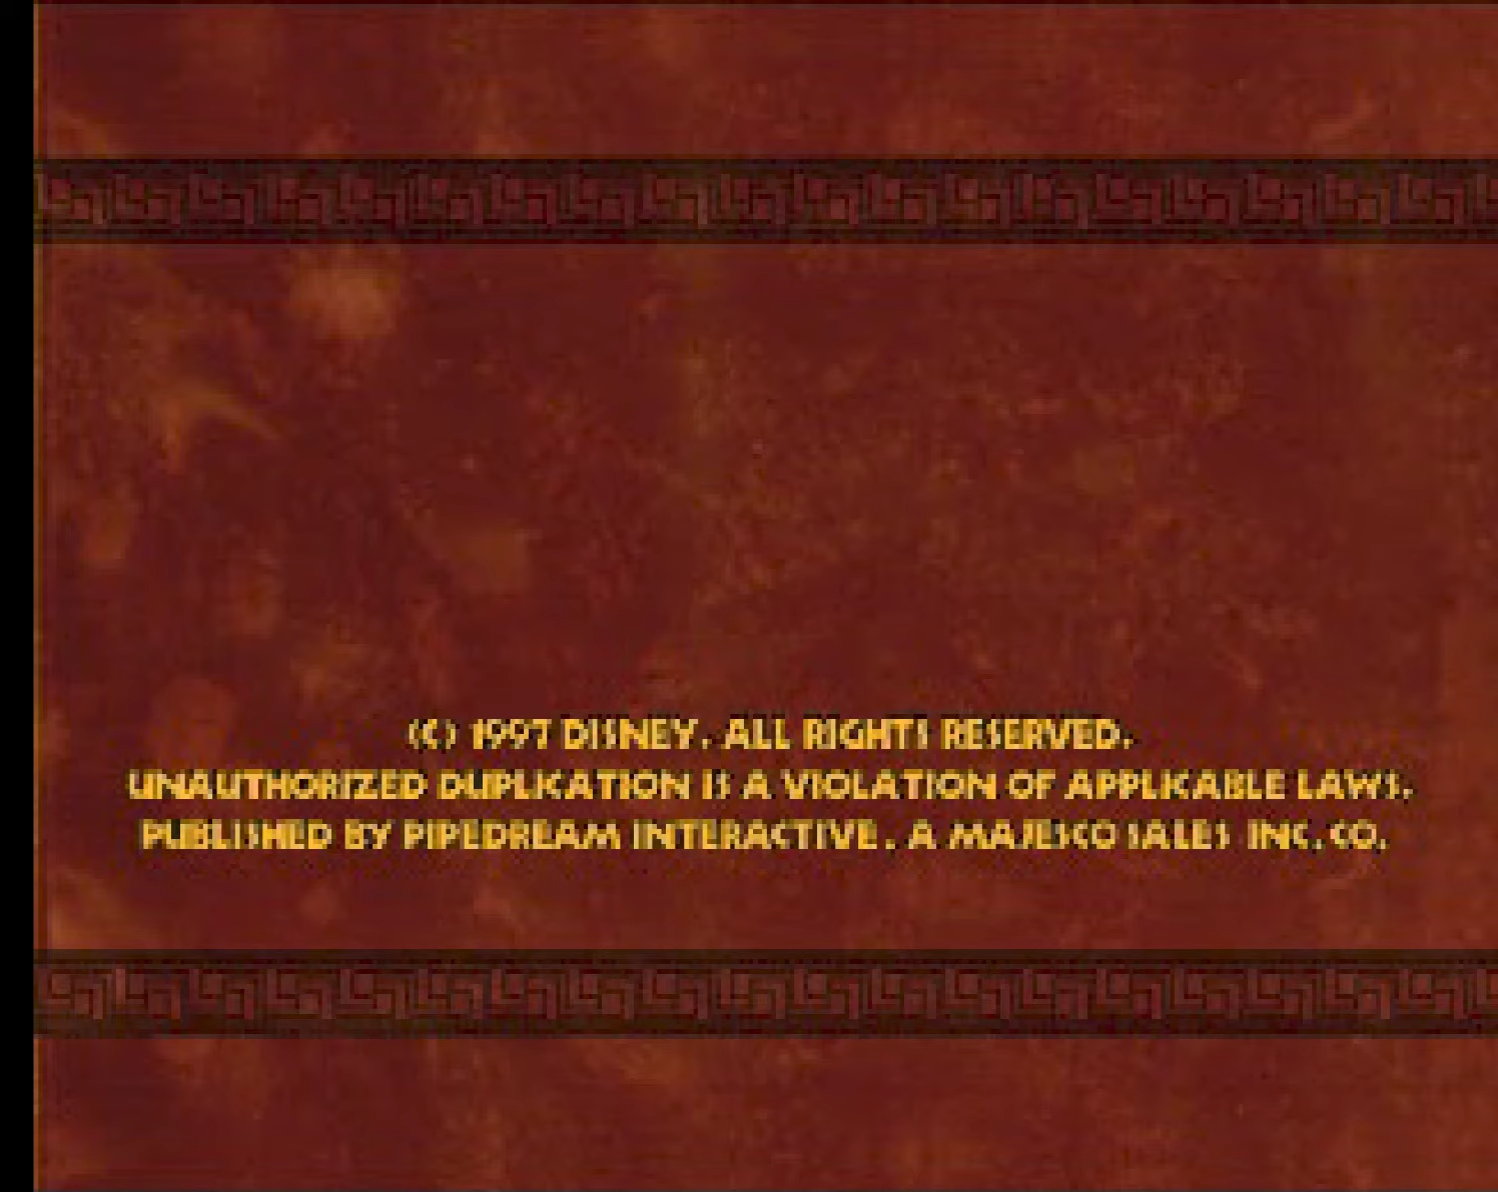 (C) 1997 DISNEY. ALL RIGHTS RESERVED.
UNAUTHORIZED DUPLICATION IS A VIOLATION OF APPLICABLE LAWS.
PUBLISHED BY PIPEDREAM INTERACTIVE. A MAJESCO SALES INC. CO.